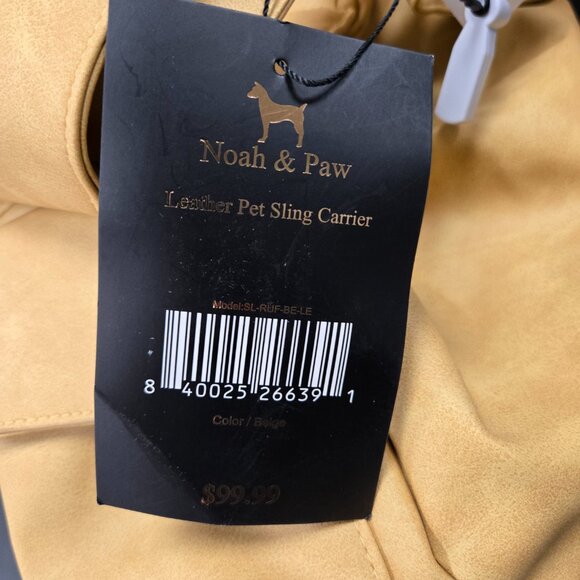 Noah & Paw
Leather Pet Sling Carrier
Model:SL-RUF-BE-LE
8 40025 26639 1
Color / Beige
$99.99